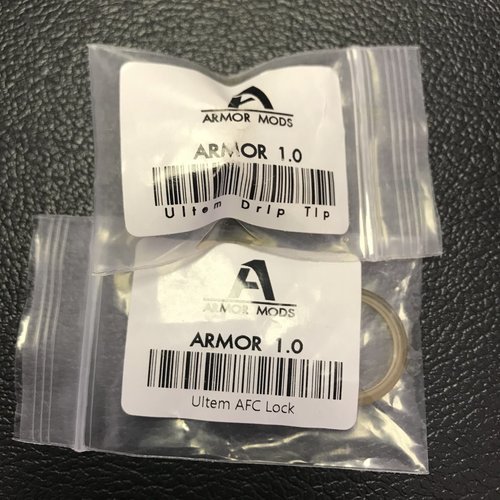 ARMOR MODS
ARMOR 1.0
Ultem Drip Tip
ARMOR MODS
ARMOR 1.0
Ultem AFC Lock